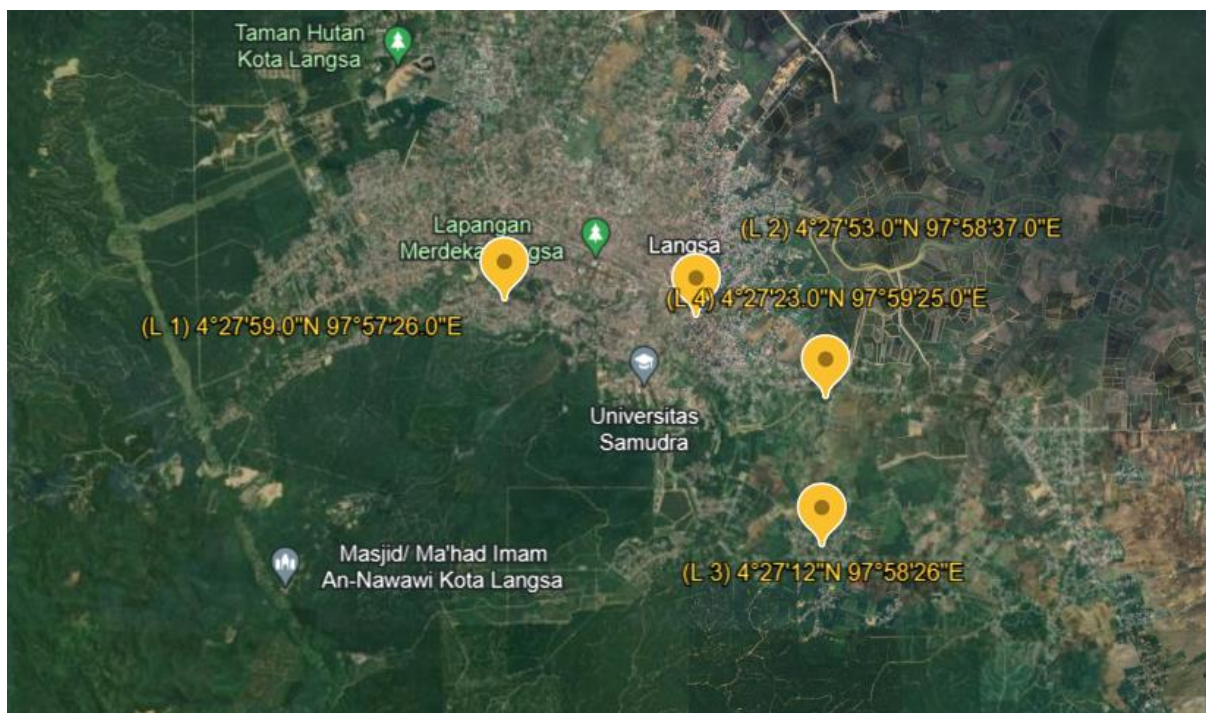 Taman Hutan
Kota Langsa
Lapangan
Merdeka Langsa
Langsa
(L 2) 4°27'53.0"N 97°58'37.0"E
(L 4) 4°27'23.0"N 97°59'25.0"E
(L 1) 4°27'59.0"N 97°57'26.0"E
Universitas
Samudra
Masjid/ Ma'had Imam
An-Nawawi Kota Langsa
(L 3) 4°27'12"N 97°58'26"E